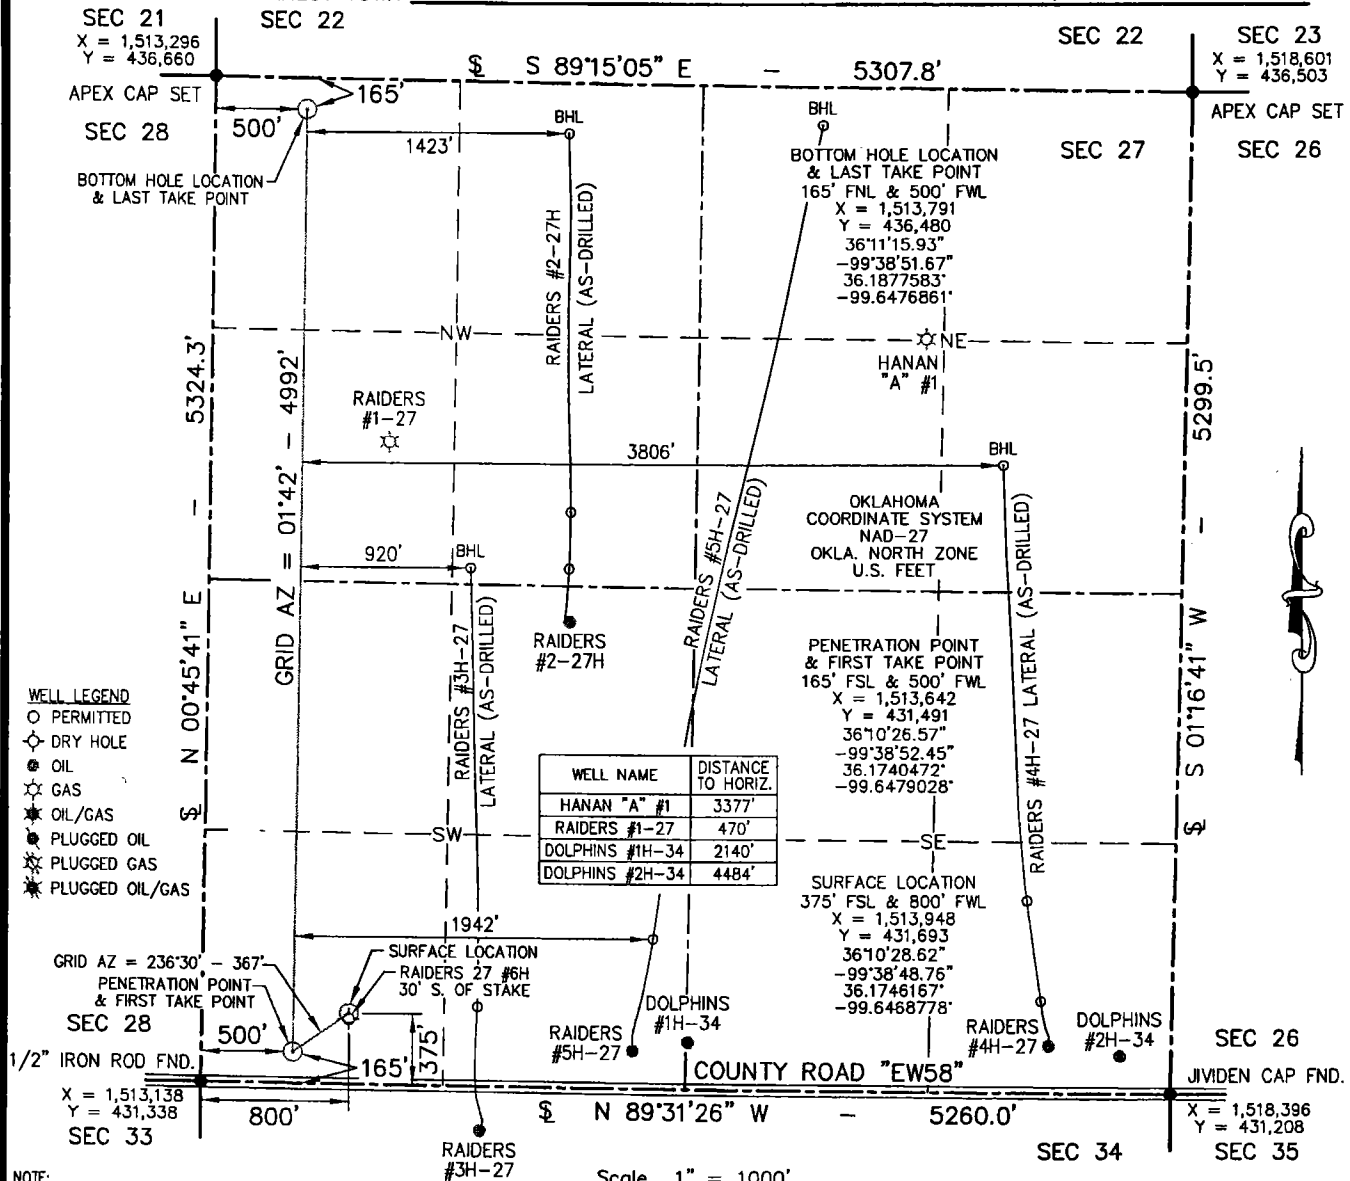 SEC 21
SEC 22
SEC 22
SEC 23
X = 1,513,296
Y = 436,660
X = 1,518,601
Y = 436,503
S 89°15'05" E - 5307.8'
APEX CAP SET
APEX CAP SET
165'
500'
SEC 28
1423'
BHL
BHL
SEC 27
SEC 26
BOTTOM HOLE LOCATION
& LAST TAKE POINT
BOTTOM HOLE LOCATION
& LAST TAKE POINT
165' FNL & 500' FWL
X = 1,513,791
Y = 436,480
36°11'15.93"
-99°38'51.67"
36.1877583°
-99.6476861°
RAIDERS #2-27H
LATERAL (AS-DRILLED)
NW
NE
HANAN
"A" #1
N 00°45'41" E - 5324.3'
GRID AZ = 01°42' - 4992'
RAIDERS
#1-27
5299.5'
S 01°16'41" W -
3806'
BHL
RAIDERS #5H-27
LATERAL (AS-DRILLED)
OKLAHOMA
COORDINATE SYSTEM
NAD-27
OKLA. NORTH ZONE
U.S. FEET
RAIDERS #4H-27 LATERAL (AS-DRILLED)
920'
BHL
RAIDERS
#2-27H
RAIDERS #3H-27
LATERAL (AS-DRILLED)
PENETRATION POINT
& FIRST TAKE POINT
165' FSL & 500' FWL
X = 1,513,642
Y = 431,491
36°10'26.57"
-99°38'52.45"
36.1740472°
-99.6479028°
WELL LEGEND
PERMITTED
DRY HOLE
OIL
GAS
OIL/GAS
PLUGGED OIL
PLUGGED GAS
PLUGGED OIL/GAS
WELL NAME DISTANCE TO HORIZ.
HANAN "A" #1 3377'
RAIDERS #1-27 470'
DOLPHINS #1H-34 2140'
DOLPHINS #2H-34 4484'
SW
SE
SURFACE LOCATION
375' FSL & 800' FWL
X = 1,513,948
Y = 431,693
36°10'28.62"
-99°38'48.76"
36.1746167°
-99.6468778°
1942'
SURFACE LOCATION
GRID AZ = 236°30' - 367'
RAIDERS 27 #6H
30' S. OF STAKE
PENETRATION POINT
& FIRST TAKE POINT
SEC 28
500'
375'
165'
1/2" IRON ROD FND.
RAIDERS
#5H-27
DOLPHINS
#1H-34
RAIDERS
#4H-27
DOLPHINS
#2H-34
SEC 26
COUNTY ROAD "EW58"
JIVIDEN CAP FND.
X = 1,513,138
Y = 431,338
800'
N 89°31'26" W - 5260.0'
X = 1,518,396
Y = 431,208
SEC 33
RAIDERS
#3H-27
SEC 34
SEC 35
NOTE:
Scale 1" = 1000'